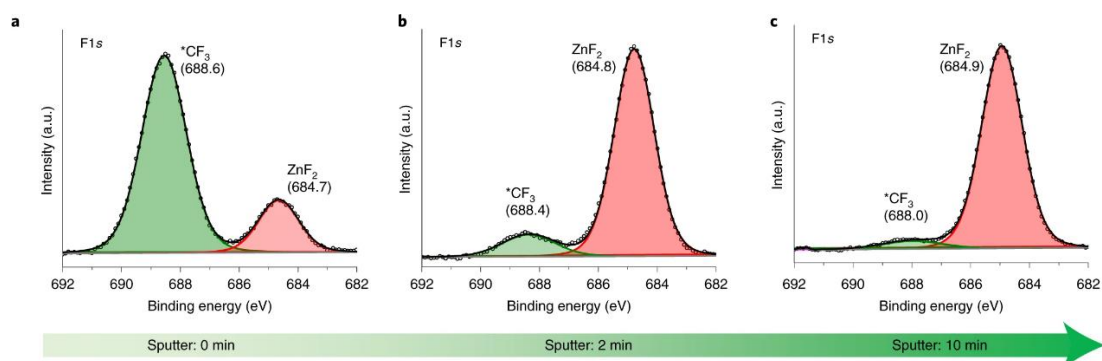 a
F1s
*CF3
(688.6)
ZnF2
(684.7)
Intensity (a.u.)
692 690 688 686 684 682
Binding energy (eV)
b
F1s
ZnF2
(684.8)
*CF3
(688.4)
Intensity (a.u.)
692 690 688 686 684 682
Binding energy (eV)
c
F1s
ZnF2
(684.9)
*CF3
(688.0)
Intensity (a.u.)
692 690 688 686 684 682
Binding energy (eV)
Sputter: 0 min
Sputter: 2 min
Sputter: 10 min